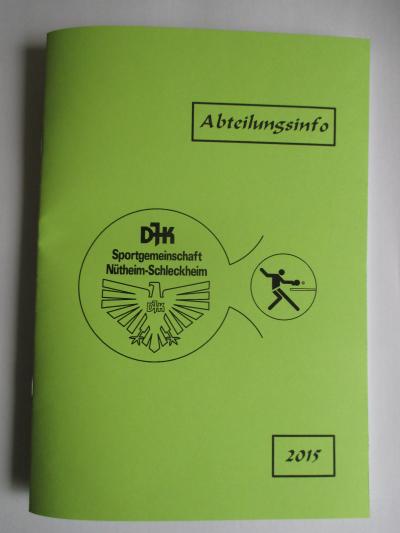 Abteilungsinfo
DJK
Sportgemeinschaft
Nütheim-Schleckheim
DJK
2015